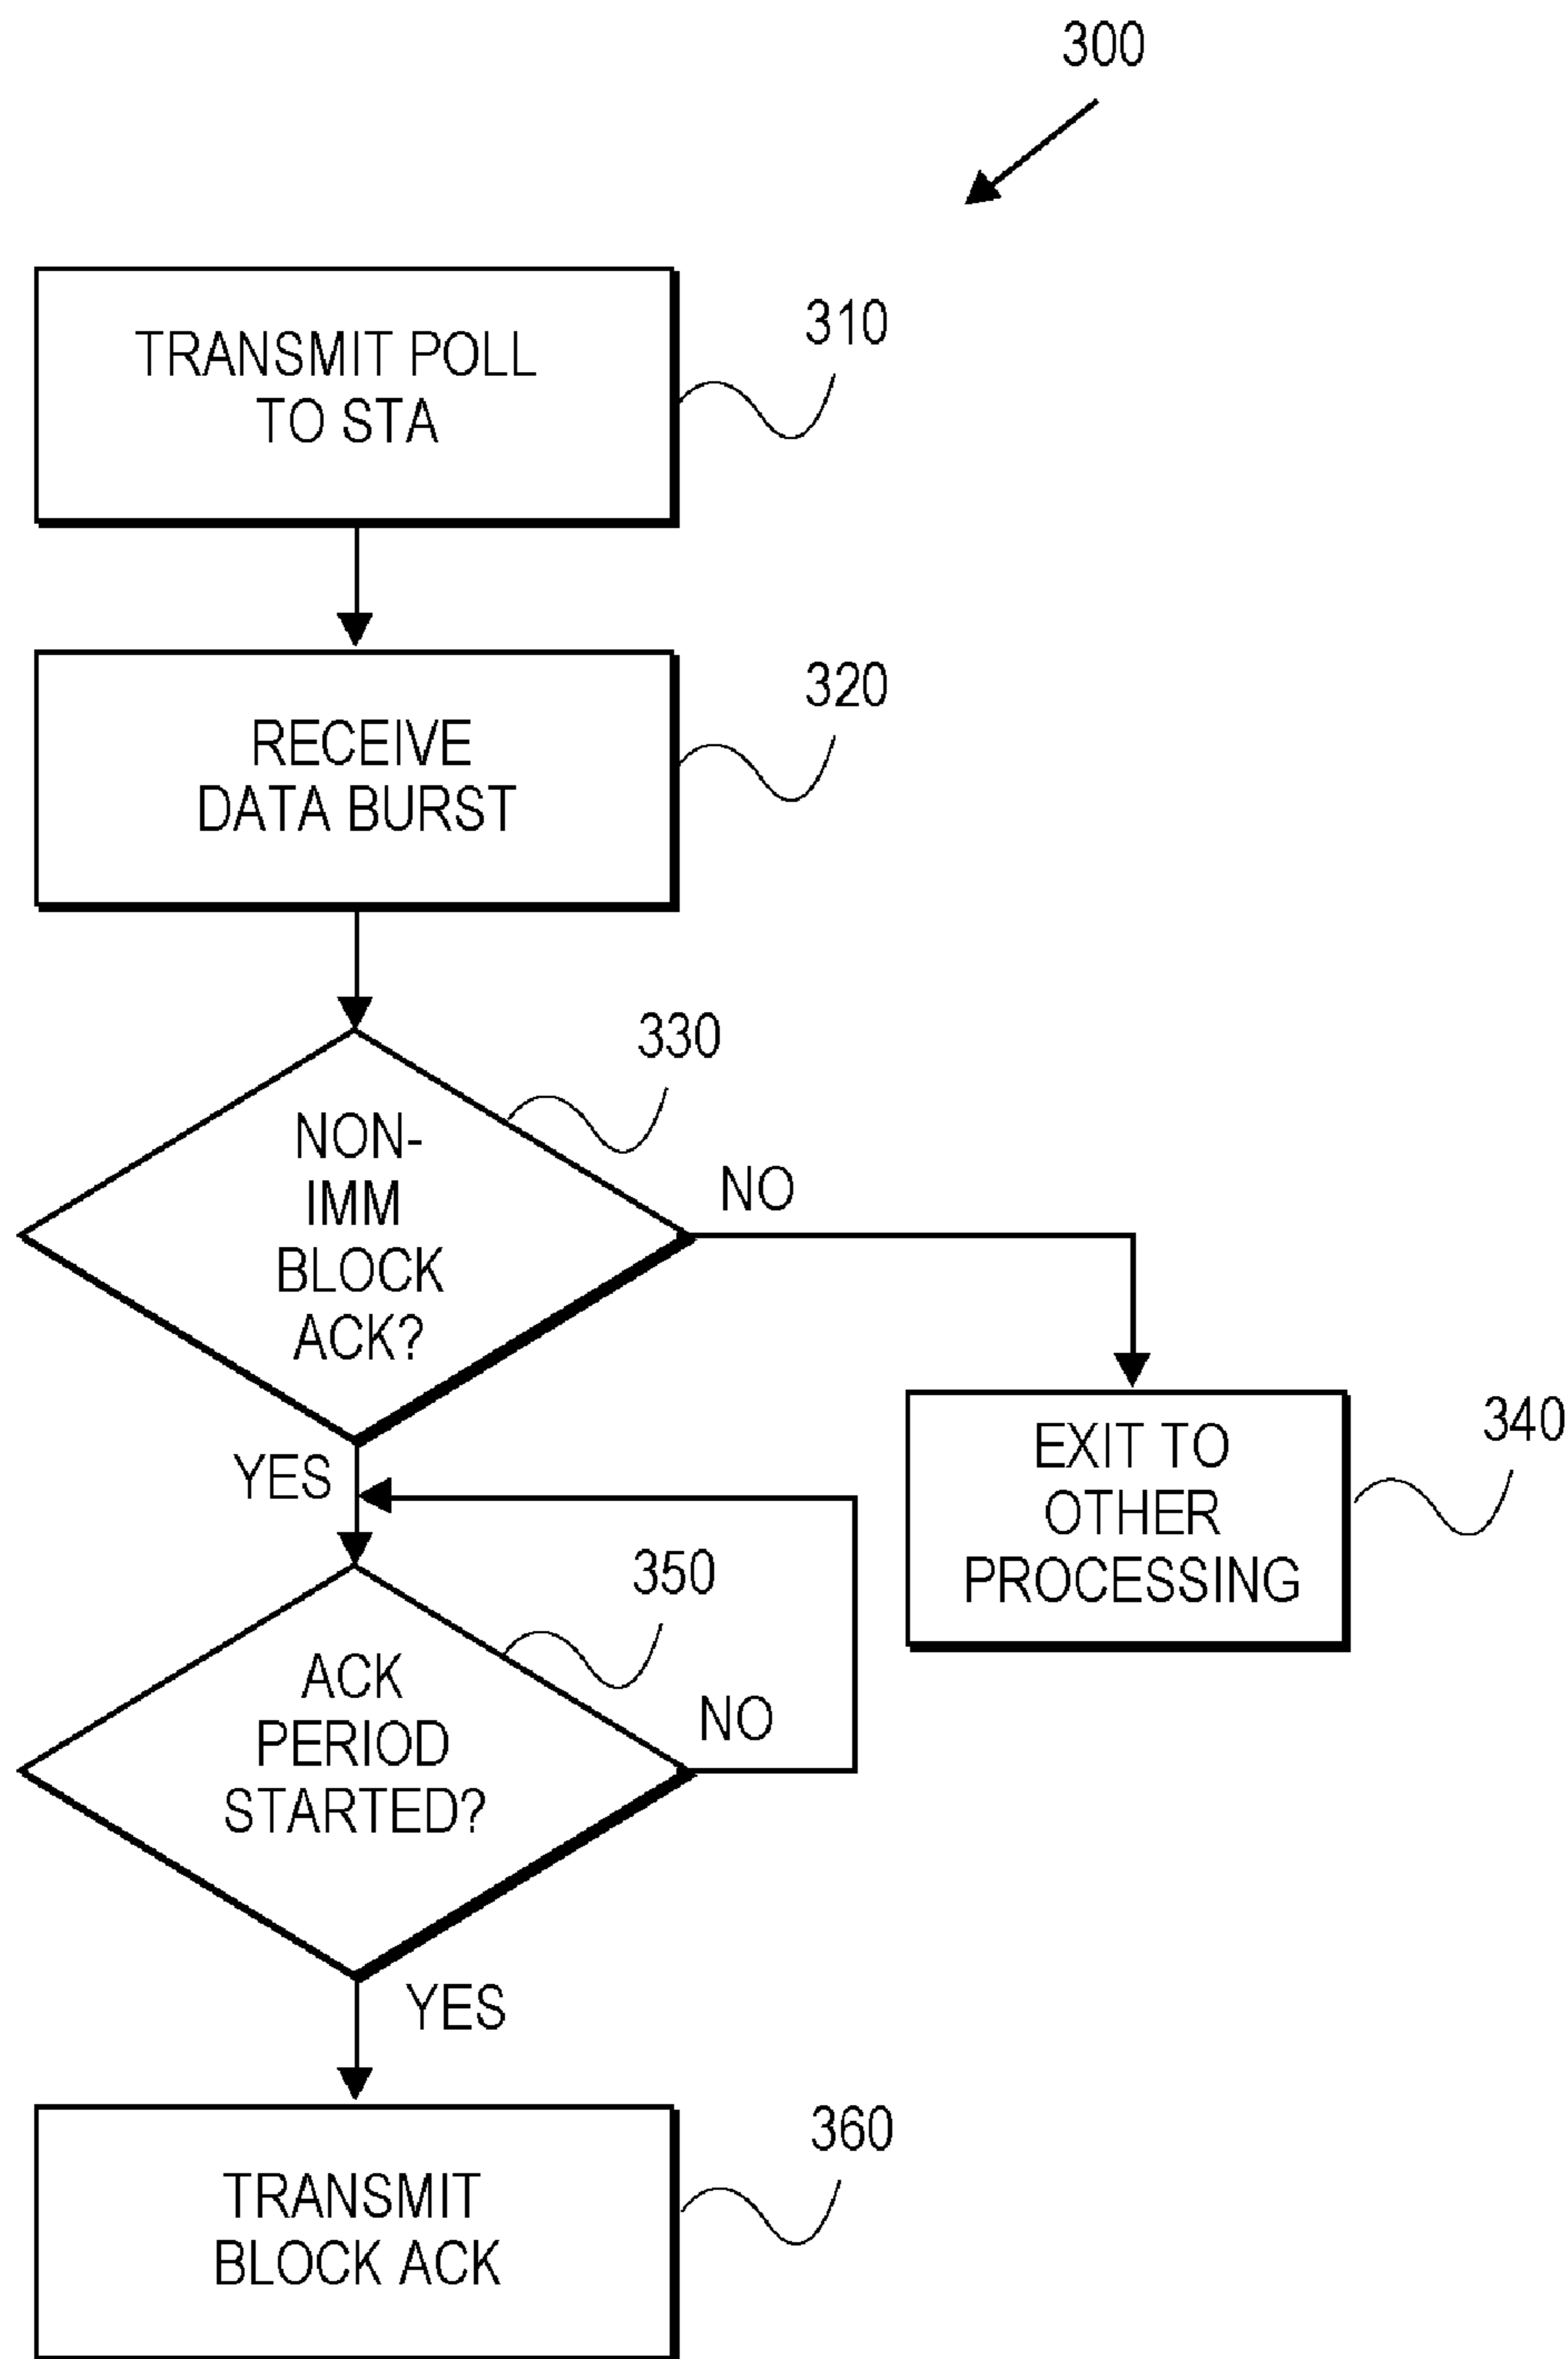 300
TRANSMIT POLL
TO STA
310
RECEIVE
DATA BURST
320
330
NON-
IMM
BLOCK
ACK?
NO
YES
340
EXIT TO
OTHER
PROCESSING
350
ACK
PERIOD
STARTED?
NO
YES
360
TRANSMIT
BLOCK ACK